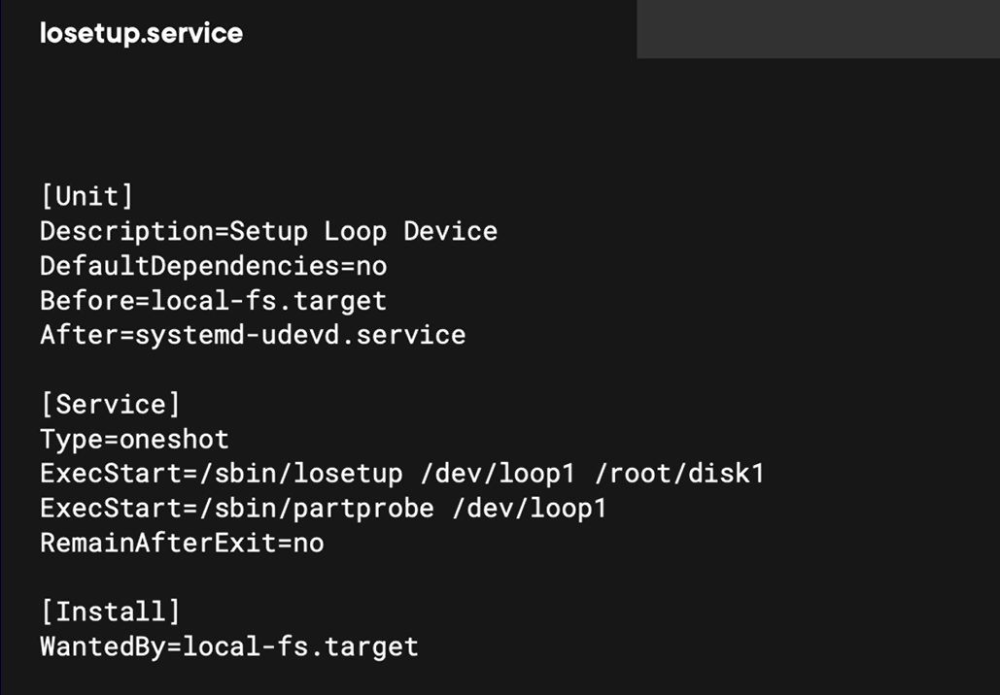 losetup.service
[Unit]
Description=Setup Loop Device
DefaultDependencies=no
Before=local-fs.target
After=systemd-udevd.service
[Service]
Type=oneshot
ExecStart=/sbin/losetup /dev/loop1 /root/disk1
ExecStart=/sbin/partprobe /dev/loop1
RemainAfterExit=no
[Install]
WantedBy=local-fs.target